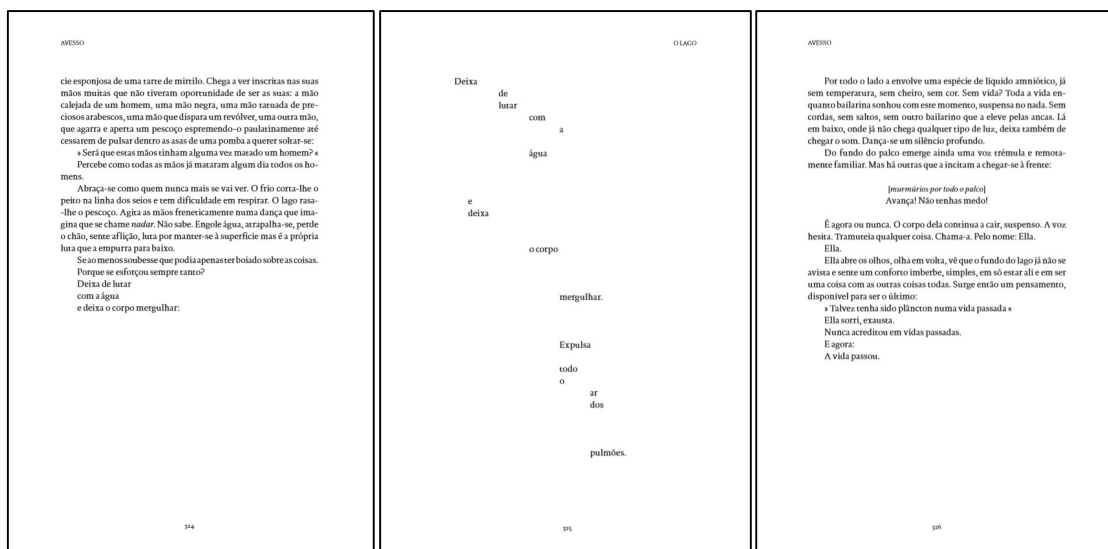 AVESSO
cie esponjosa de uma tarte de mirtilo. Chega a ver inscritas nas suas
mãos muitas que não tiveram oportunidade de ser as suas: a mão
calejada de um homem, uma mão negra, uma mão tatuada de pre-
ciosos arabescos, uma mão que dispara um revólver, uma outra mão,
que agarra e aperta um pescoço espremendo-o paulatinamente até
cessarem de pulsar dentro as asas de uma pomba a querer soltar-se:
» Será que estas mãos tinham alguma vez matado um homem? «
Percebe como todas as mãos já mataram algum dia todos os ho-
mens.
Abraça-se como quem nunca mais se vai ver. O frio corta-lhe o
peito na linha dos seios e tem dificuldade em respirar. O lago rasa-
-lhe o pescoço. Agita as mãos freneticamente numa dança que ima-
gina que se chame nadar. Não sabe. Engole água, atrapalha-se, perde
o chão, sente aflição, luta por manter-se à superfície mas é a própria
luta que a empurra para baixo.
Se ao menos soubesse que podia apenas ter boiado sobre as coisas.
Porque se esforçou sempre tanto?
Deixa de lutar
com a água
e deixa o corpo mergulhar:
324
O LAGO
Deixa
de
lutar
com
a
água
e
deixa
o corpo
mergulhar.
Expulsa
todo
o
ar
dos
pulmões.
325
AVESSO
Por todo o lado a envolve uma espécie de líquido amniótico, já
sem temperatura, sem cheiro, sem cor. Sem vida? Toda a vida en-
quanto bailarina sonhou com este momento, suspensa no nada. Sem
cordas, sem saltos, sem outro bailarino que a eleve pelas ancas. Lá
em baixo, onde já não chega qualquer tipo de luz, deixa também de
chegar o som. Dança-se um silêncio profundo.
Do fundo do palco emerge ainda uma voz trémula e remota-
mente familiar. Mas há outras que a incitam a chegar-se à frente:
[murmúrios por todo o palco]
Avança! Não tenhas medo!
É agora ou nunca. O corpo dela continua a cair, suspenso. A voz
hesita. Tramuteia qualquer coisa. Chama-a. Pelo nome: Ella.
Ella.
Ella abre os olhos, olha em volta, vê que o fundo do lago já não se
avista e sente um conforto imberbe, simples, em só estar ali e em ser
uma coisa com as outras coisas todas. Surge então um pensamento,
disponível para ser o último:
» Talvez tenha sido plâncton numa vida passada «
Ella sorri, exausta.
Nunca acreditou em vidas passadas.
E agora:
A vida passou.
326